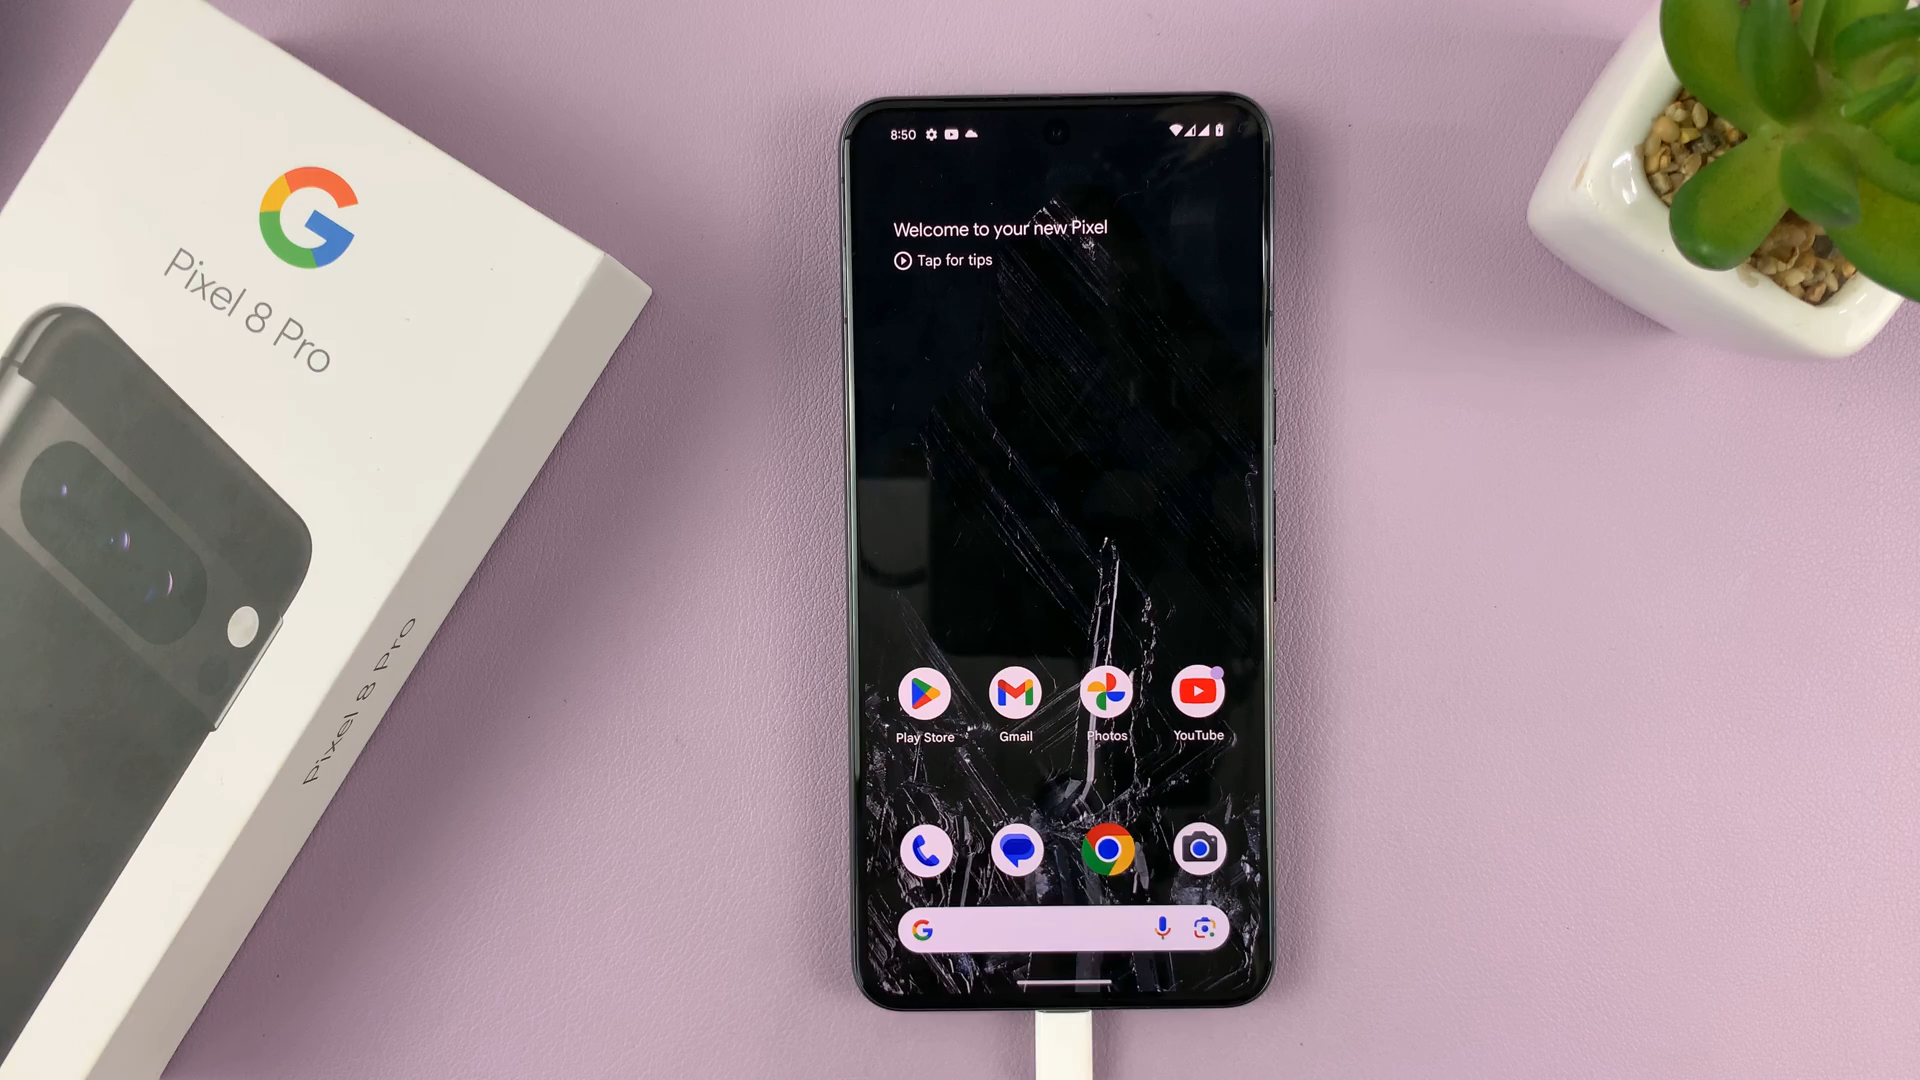 Pixel 8 Pro
Pixel 8 Pro
8:50
Welcome to your new Pixel
Tap for tips
Play Store
Gmail
Photos
YouTube